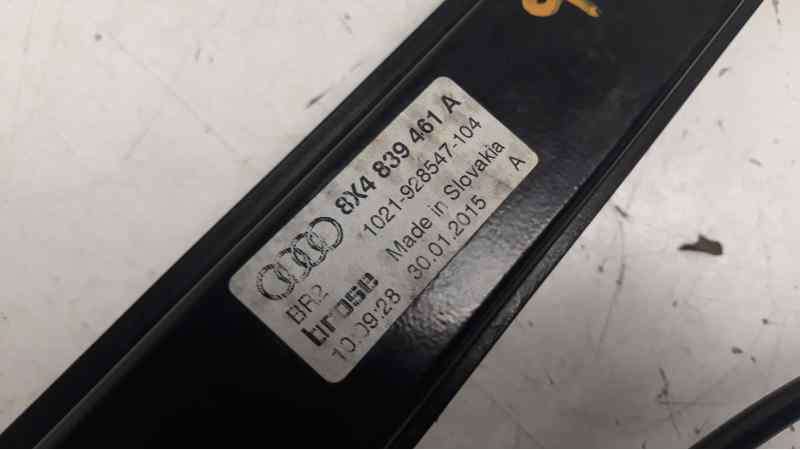 8X4 839 461 A
1021-928547-104
BR2 Made in Slovakia
brose 30.01.2015 A
10:09:28